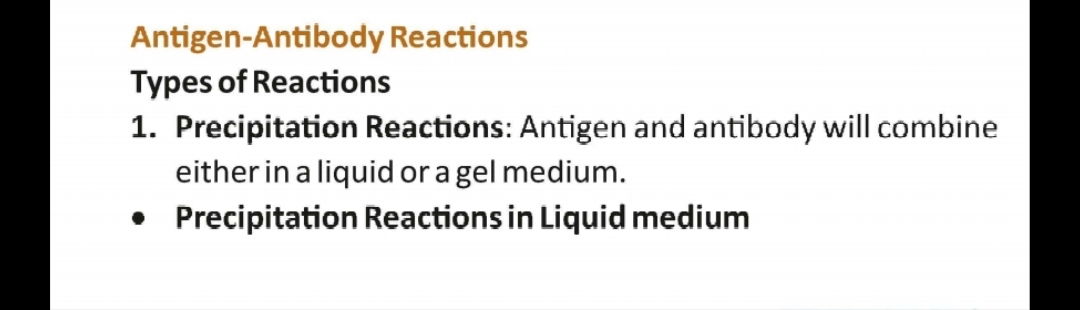 Antigen-Antibody Reactions
Types of Reactions
1. Precipitation Reactions: Antigen and antibody will combine
either in a liquid or a gel medium.
• Precipitation Reactions in Liquid medium